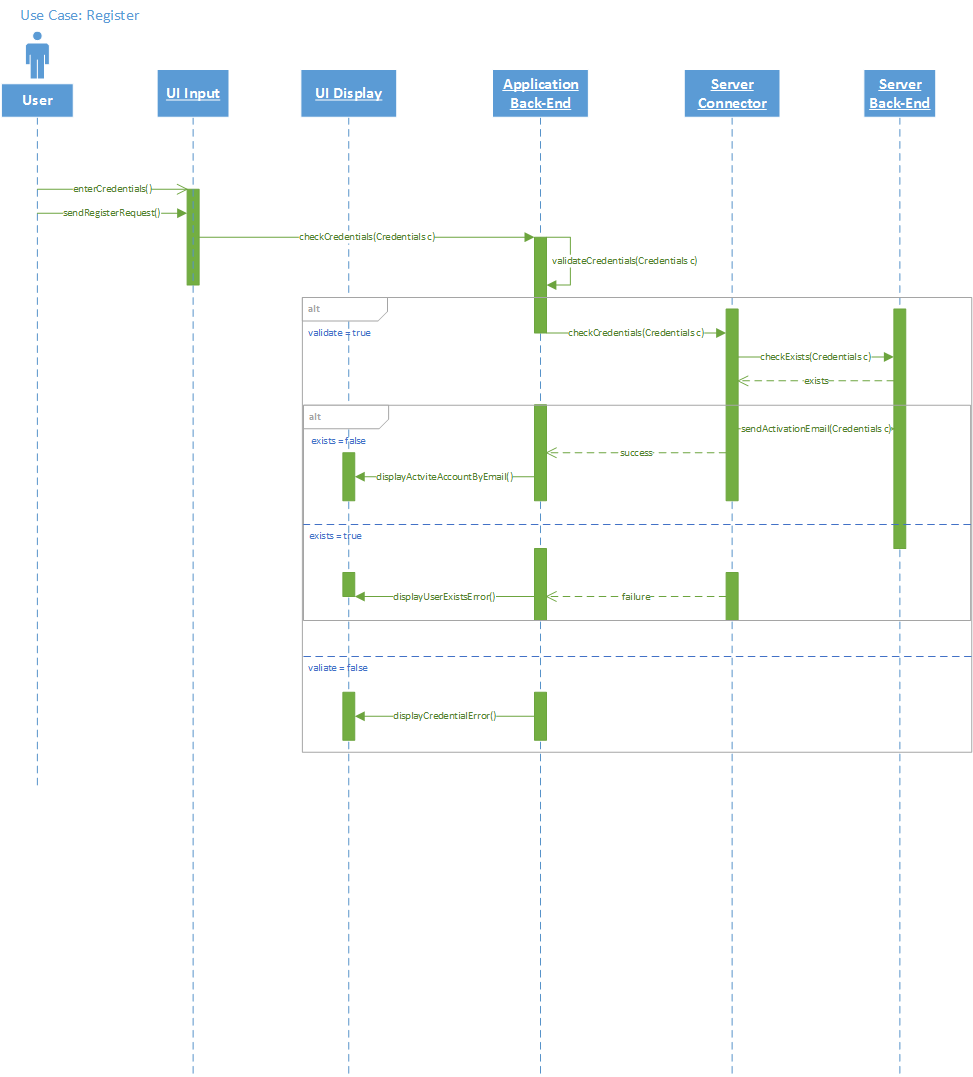 Use Case: Register
User
UI Input
UI Display
Application
Back-End
Server
Connector
Server
Back-End
enterCredentials()
sendRegisterRequest()
checkCredentials(Credentials c)
validateCredentials(Credentials c)
alt
validate = true
checkCredentials(Credentials c)
checkExists(Credentials c)
exists
alt
exists = false
sendActivationEmail(Credentials c)
success
displayActviteAccountByEmail()
exists = true
displayUserExistsError()
failure
valiate = false
displayCredentialError()